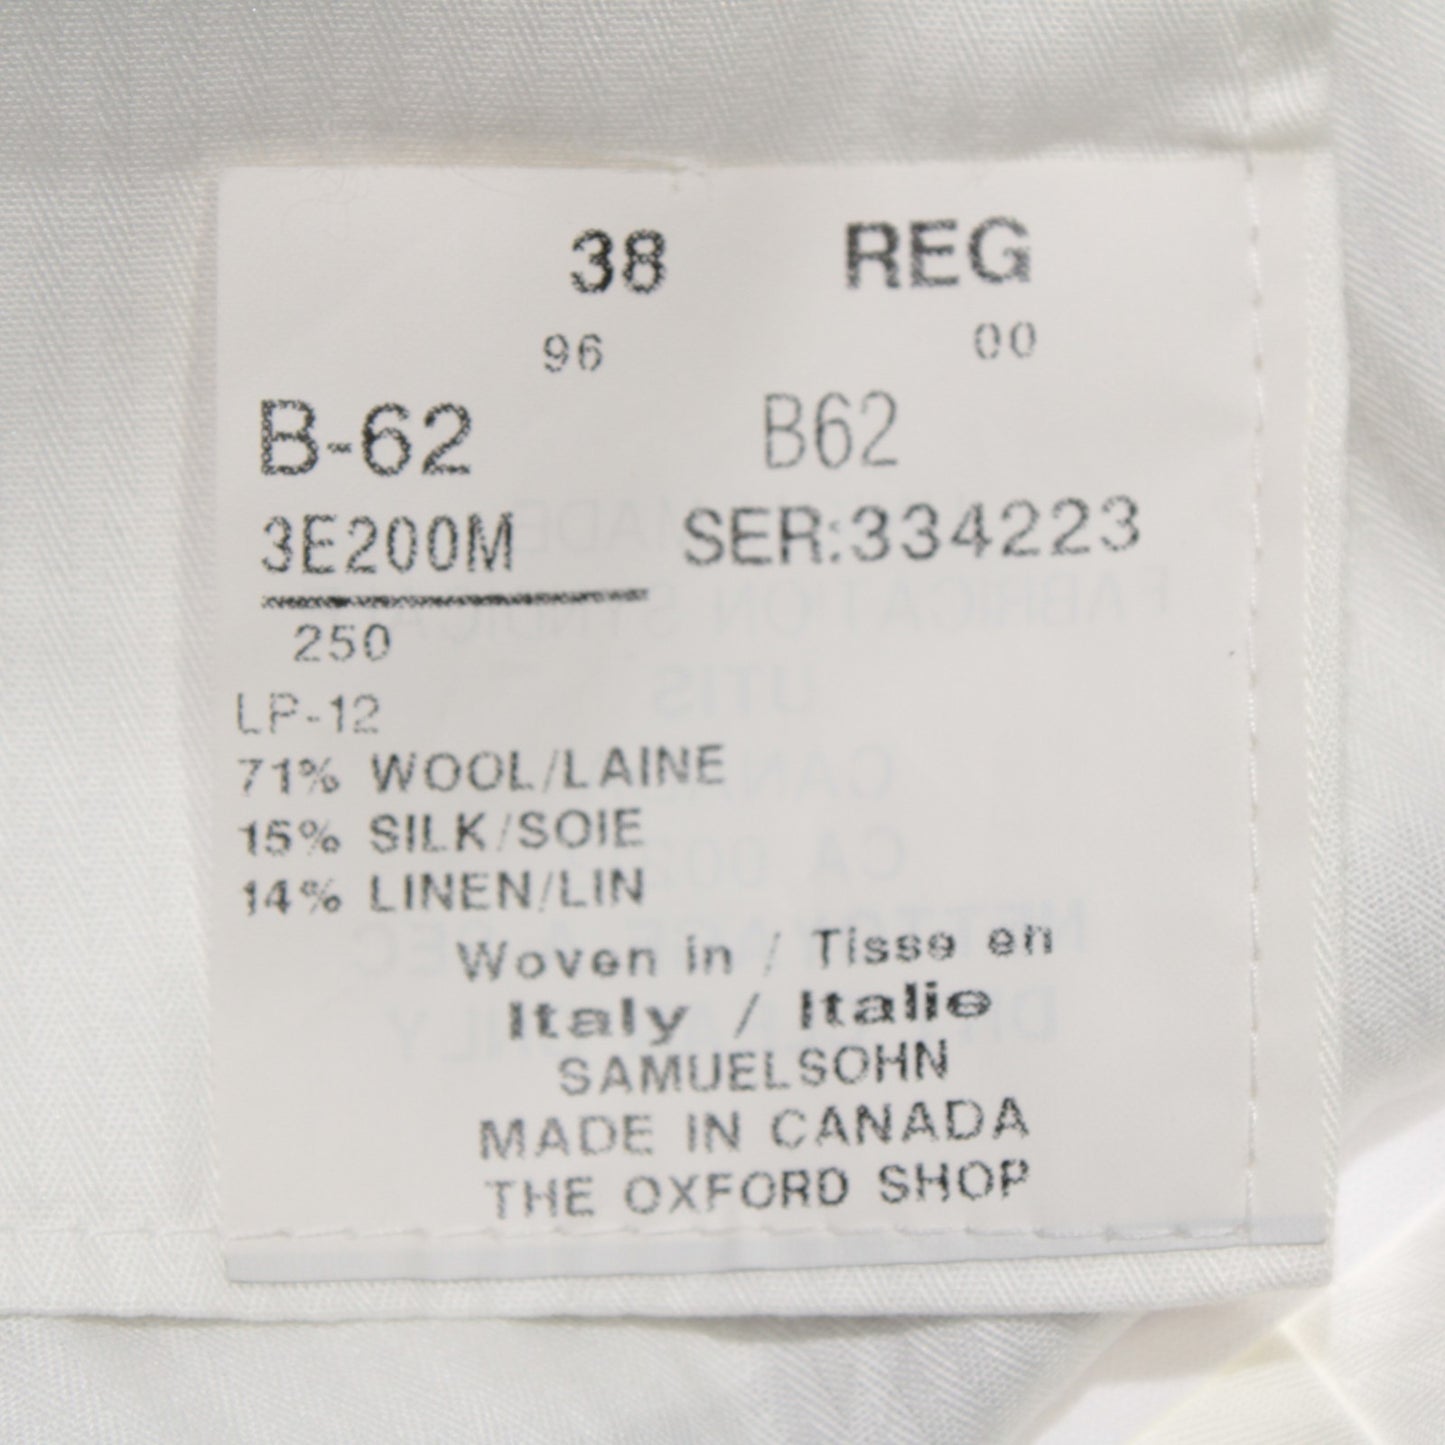 38 REG
96 00
B-62 B62
3E200M SER:334223
250
LP-12
71% WOOL/LAINE
15% SILK/SOIE
14% LINEN/LIN
Woven in / Tisse en
Italy / Italie
SAMUELSOHN
MADE IN CANADA
THE OXFORD SHOP